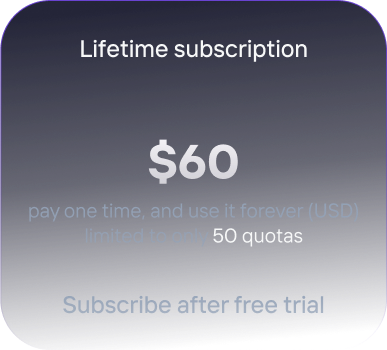 Lifetime subscription
$60
pay one time, and use it forever (USD)
limited to only 50 quotas
Subscribe after free trial